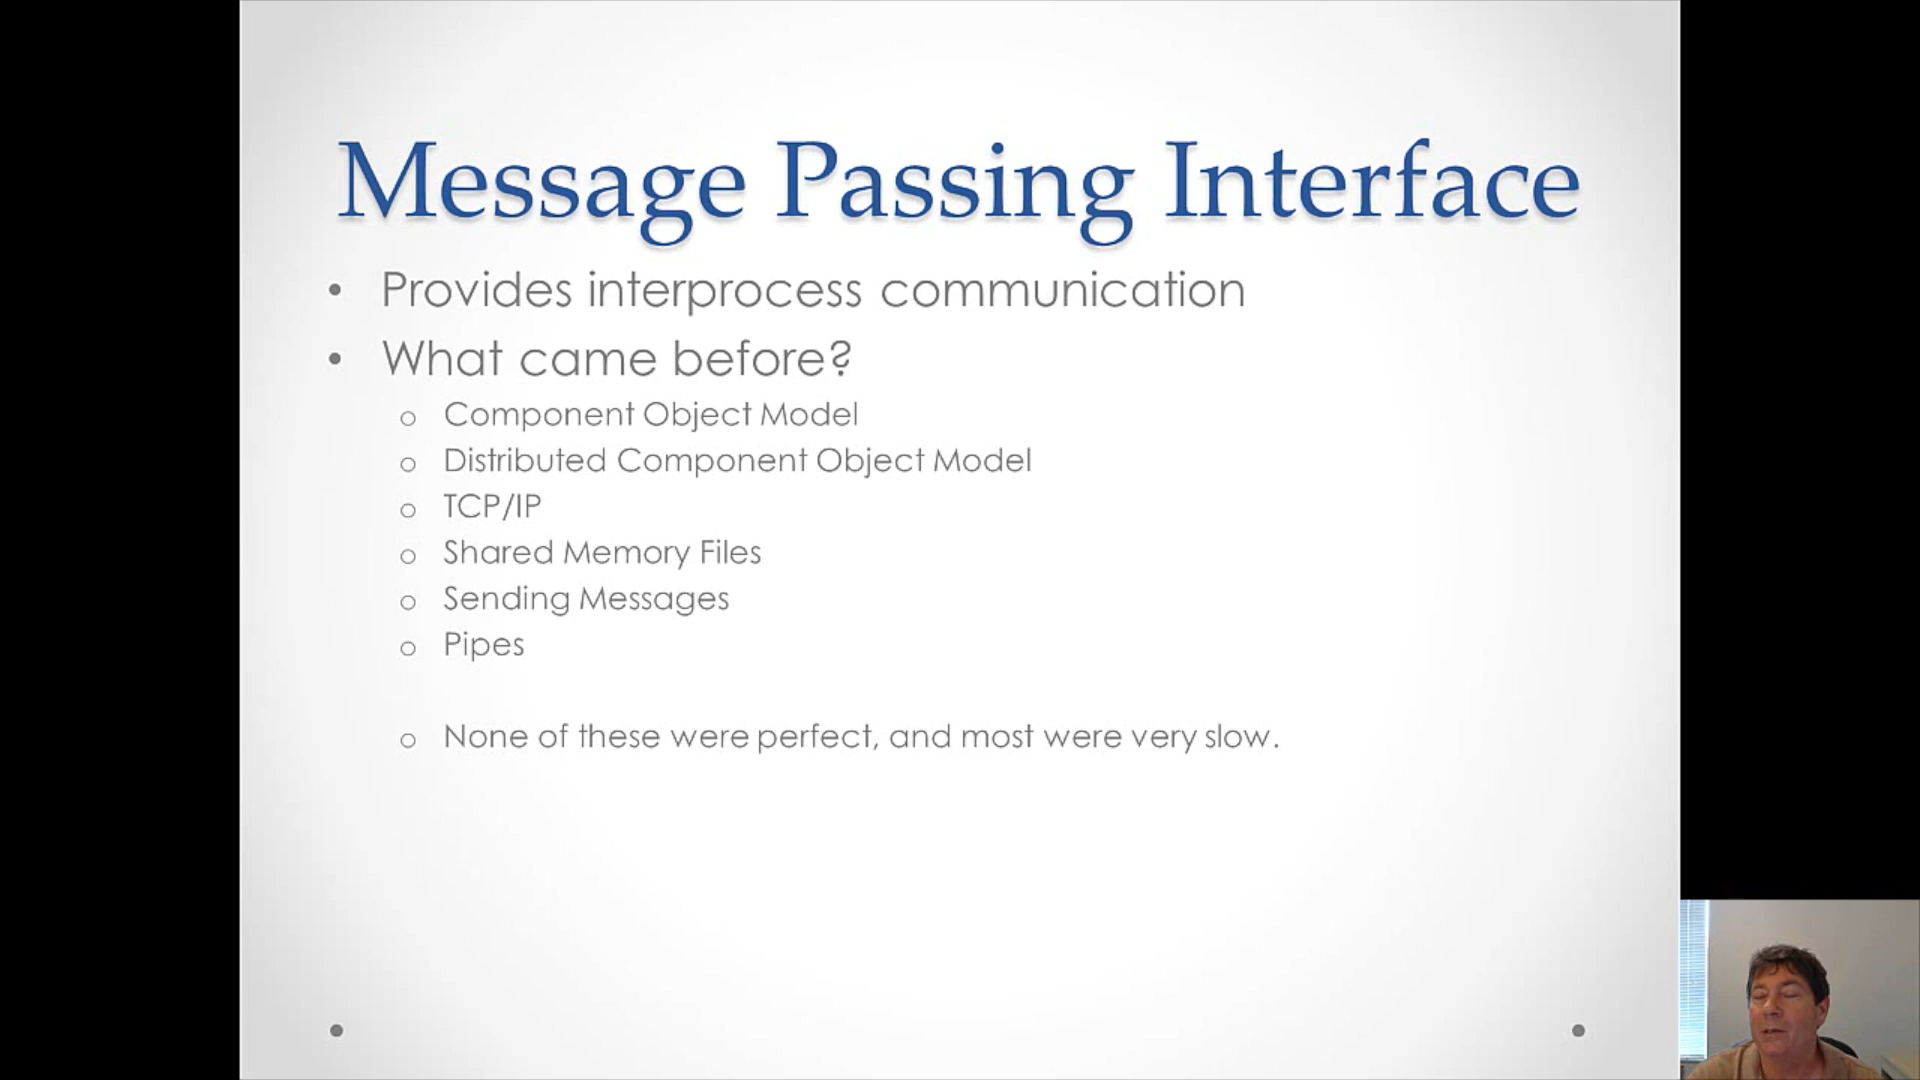 Message Passing Interface
• Provides interprocess communication
• What came before?
o Component Object Model
o Distributed Component Object Model
o TCP/IP
o Shared Memory Files
o Sending Messages
o Pipes
o None of these were perfect, and most were very slow.